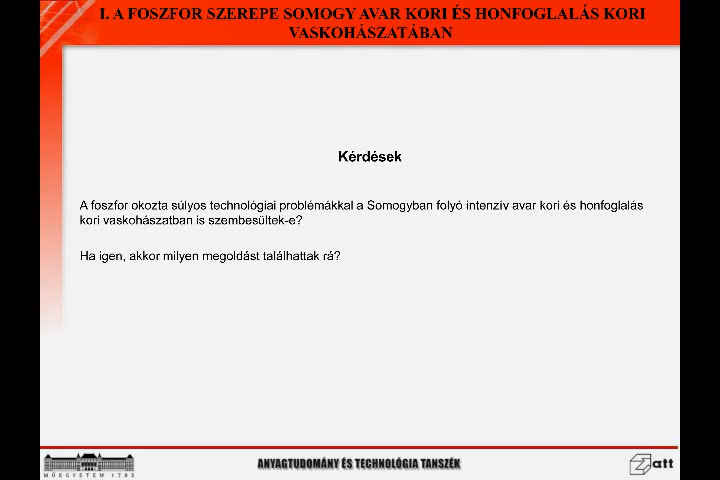 I. A FOSZFOR SZEREPE SOMOGY AVAR KORI ÉS HONFOGLALÁS KORI
VASKOHÁSZATÁBAN
Kérdések
A foszfor okozta súlyos technológiai problémákkal a Somogyban folyó intenzív avar kori és honfoglalás
kori vaskohászatban is szembesültek-e?
Ha igen, akkor milyen megoldást találhattak rá?
MŰEGYETEM 1782
ANYAGTUDOMÁNY ÉS TECHNOLÓGIA TANSZÉK
att